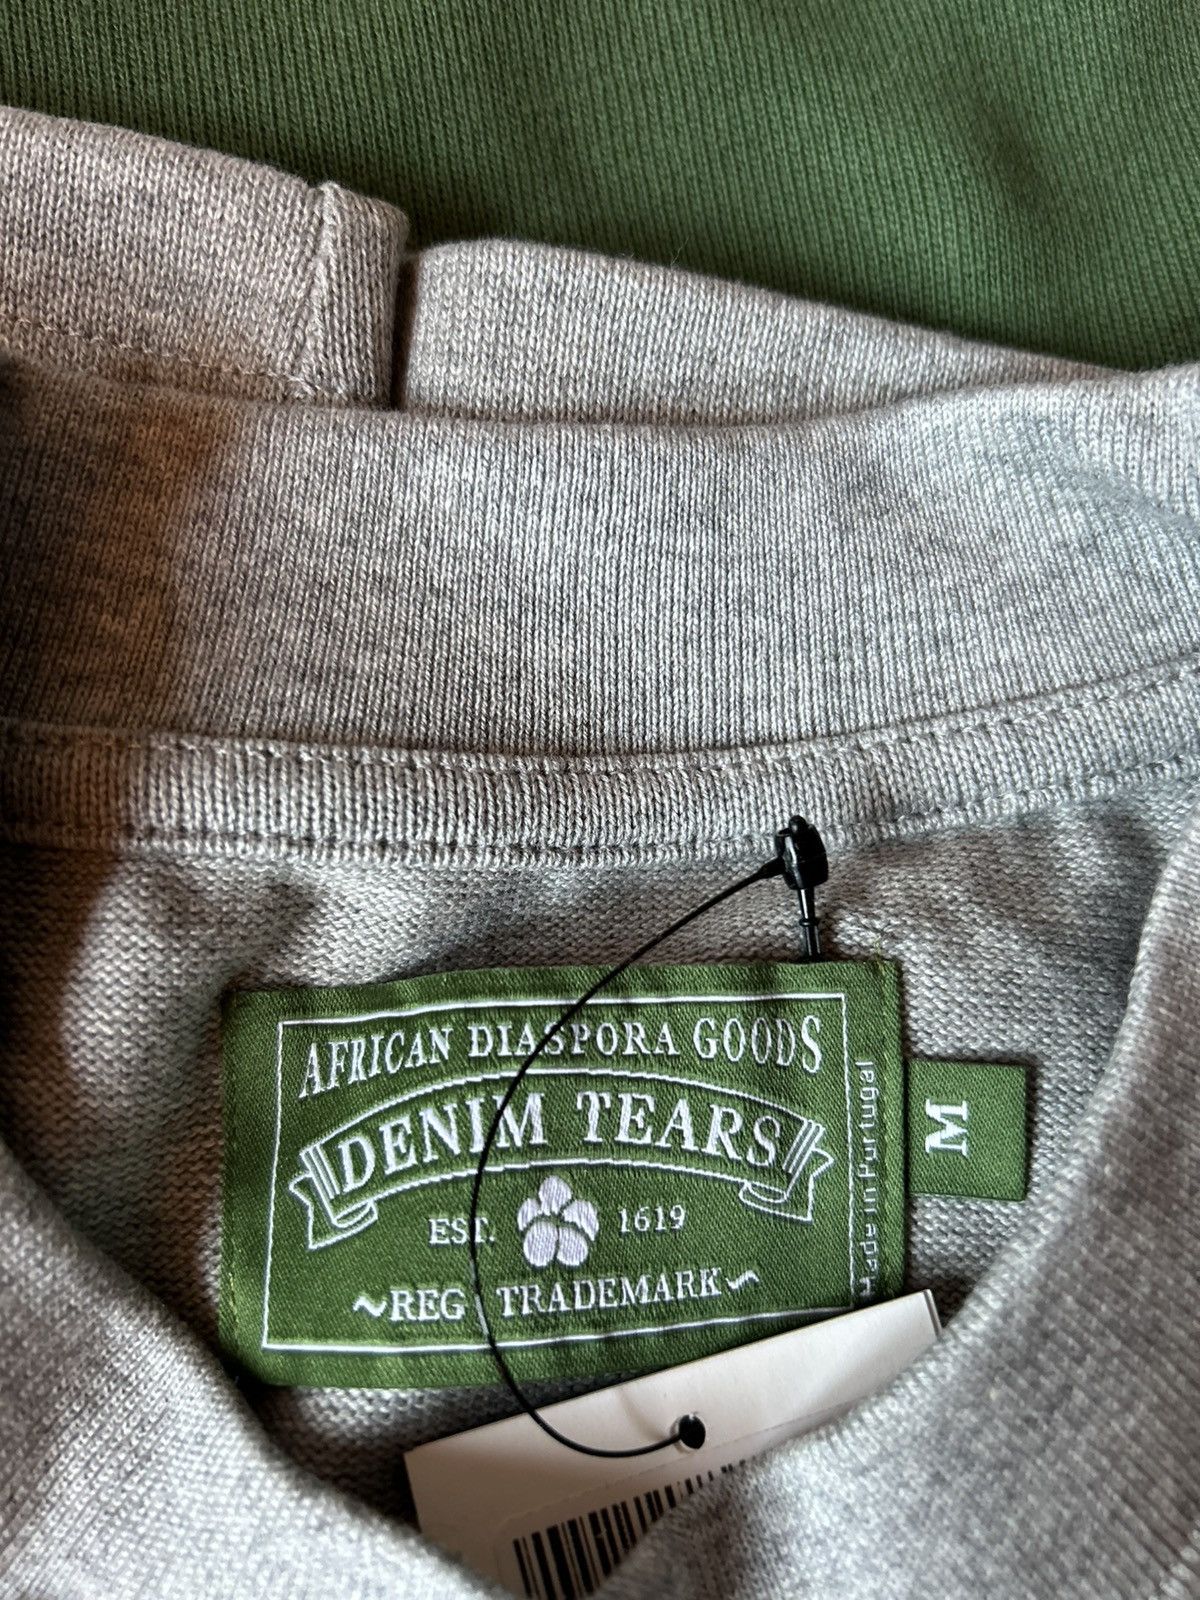 AFRICAN DIASPORA GOODS
DENIM TEARS
EST. 1619
~REG TRADEMARK~
Made in Portugal
M